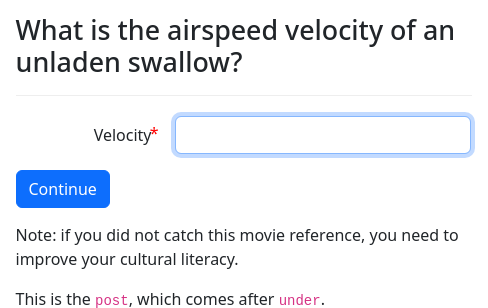 What is the airspeed velocity of an
unladen swallow?
Velocity*
Continue
Note: if you did not catch this movie reference, you need to
improve your cultural literacy.
This is the post, which comes after under.